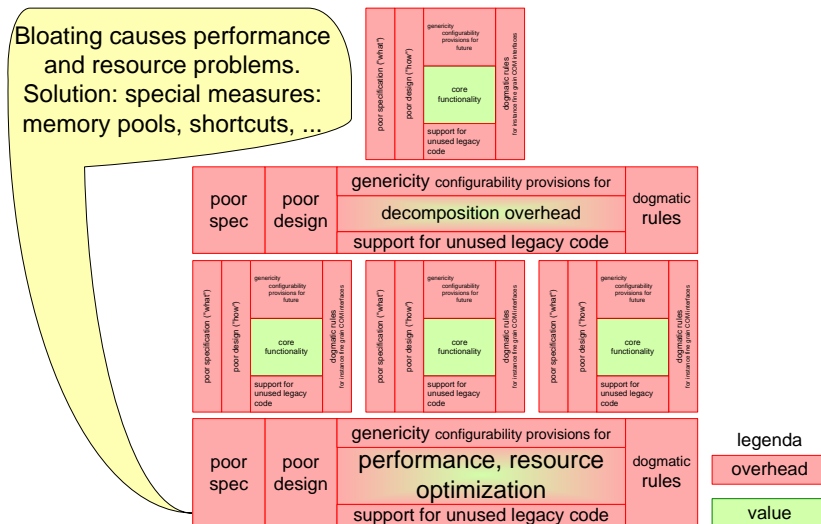 Bloating causes performance
and resource problems.
Solution: special measures:
memory pools, shortcuts, ...
poor specification ("what")
poor design ("how")
genericity
configurability
provisions for
future
core
functionality
support for
unused legacy
code
dogmatic rules
for instance fine grain COM interfaces
poor
spec
poor
design
genericity configurability provisions for
decomposition overhead
support for unused legacy code
dogmatic
rules
poor specification ("what")
poor design ("how")
genericity
configurability
provisions for
future
core
functionality
support for
unused legacy
code
dogmatic rules
for instance fine grain COM interfaces
poor specification ("what")
poor design ("how")
genericity
configurability
provisions for
future
core
functionality
support for
unused legacy
code
dogmatic rules
for instance fine grain COM interfaces
poor specification ("what")
poor design ("how")
genericity
configurability
provisions for
future
core
functionality
support for
unused legacy
code
dogmatic rules
for instance fine grain COM interfaces
poor
spec
poor
design
genericity configurability provisions for
performance, resource
optimization
support for unused legacy code
dogmatic
rules
legenda
overhead
value